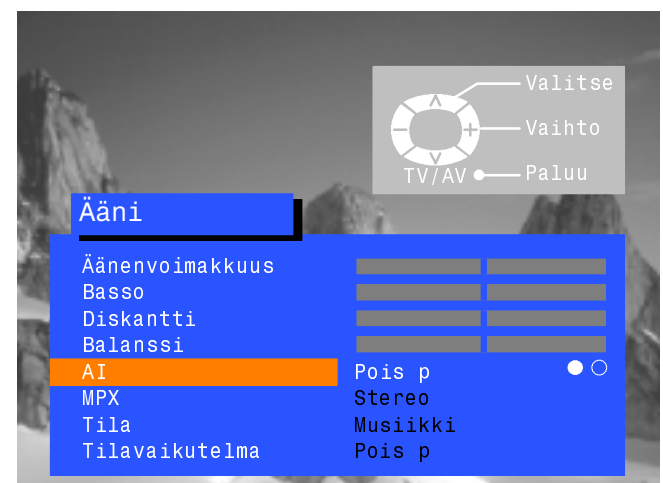 Valitse
Vaihto
TV/AV Paluu
Ääni
Äänenvoimakkuus
Basso
Diskantti
Balanssi
AI Pois p
MPX Stereo
Tila Musiikki
Tilavaikutelma Pois p